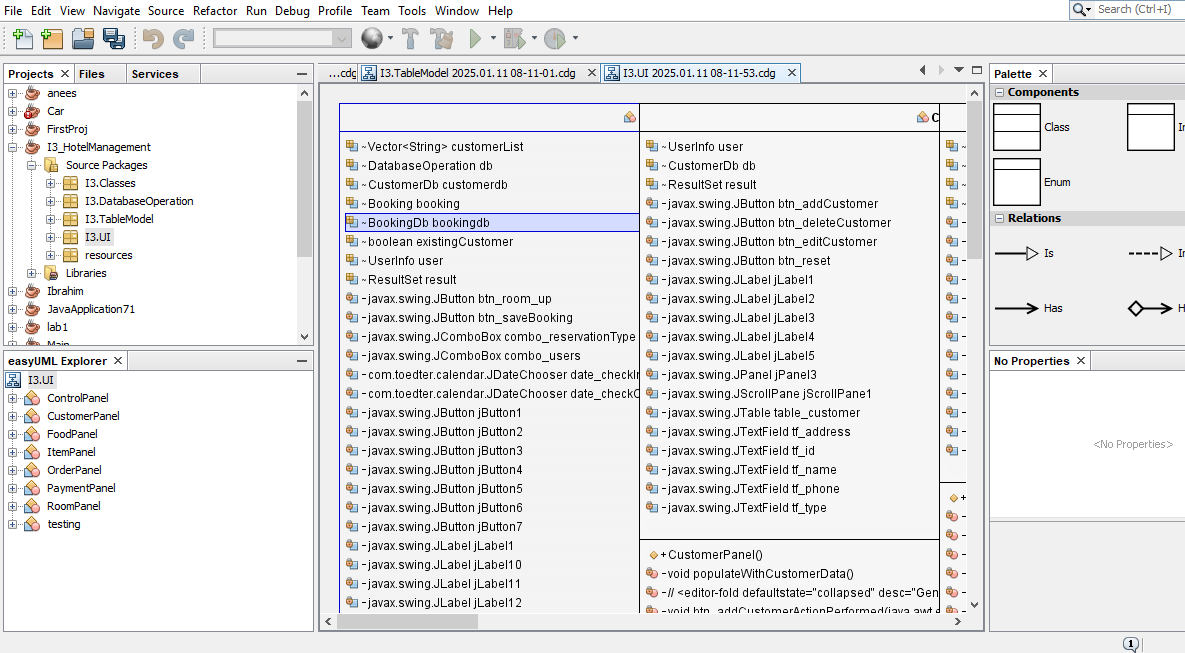 File Edit View Navigate Source Refactor Run Debug Profile Team Tools Window Help
Search (Ctrl+I)
Projects Files Services
anees
Car
FirstProj
I3_HotelManagement
Source Packages
I3.Classes
I3.DatabaseOperation
I3.TableModel
I3.UI
resources
Libraries
Ibrahim
JavaApplication71
lab1
Main
easyUML Explorer
I3.UI
ControlPanel
CustomerPanel
FoodPanel
ItemPanel
OrderPanel
PaymentPanel
RoomPanel
testing
...cdg I3.TableModel 2025.01.11 08-11-01.cdg I3.UI 2025.01.11 08-11-53.cdg
~Vector<String> customerList
~DatabaseOperation db
~CustomerDb customerdb
~Booking booking
~BookingDb bookingdb
~boolean existingCustomer
~UserInfo user
~ResultSet result
-javax.swing.JButton btn_room_up
-javax.swing.JButton btn_saveBooking
-javax.swing.JComboBox combo_reservationType
-javax.swing.JComboBox combo_users
-com.toedter.calendar.JDateChooser date_checkIn
-com.toedter.calendar.JDateChooser date_checkO
-javax.swing.JButton jButton1
-javax.swing.JButton jButton2
-javax.swing.JButton jButton3
-javax.swing.JButton jButton4
-javax.swing.JButton jButton5
-javax.swing.JButton jButton6
-javax.swing.JButton jButton7
-javax.swing.JLabel jLabel1
-javax.swing.JLabel jLabel10
-javax.swing.JLabel jLabel11
-javax.swing.JLabel jLabel12
C
~UserInfo user
~CustomerDb db
~ResultSet result
-javax.swing.JButton btn_addCustomer
-javax.swing.JButton btn_deleteCustomer
-javax.swing.JButton btn_editCustomer
-javax.swing.JButton btn_reset
-javax.swing.JLabel jLabel1
-javax.swing.JLabel jLabel2
-javax.swing.JLabel jLabel3
-javax.swing.JLabel jLabel4
-javax.swing.JLabel jLabel5
-javax.swing.JPanel jPanel3
-javax.swing.JScrollPane jScrollPane1
-javax.swing.JTable table_customer
-javax.swing.JTextField tf_address
-javax.swing.JTextField tf_id
-javax.swing.JTextField tf_name
-javax.swing.JTextField tf_phone
-javax.swing.JTextField tf_type
+CustomerPanel()
-void populateWithCustomerData()
-// <editor-fold defaultstate="collapsed" desc="Gen
-void btn_addCustomerActionPerformed(java.awt.e
Palette
Components
Class
Enum
Relations
Is
Has
No Properties
<No Properties>
1